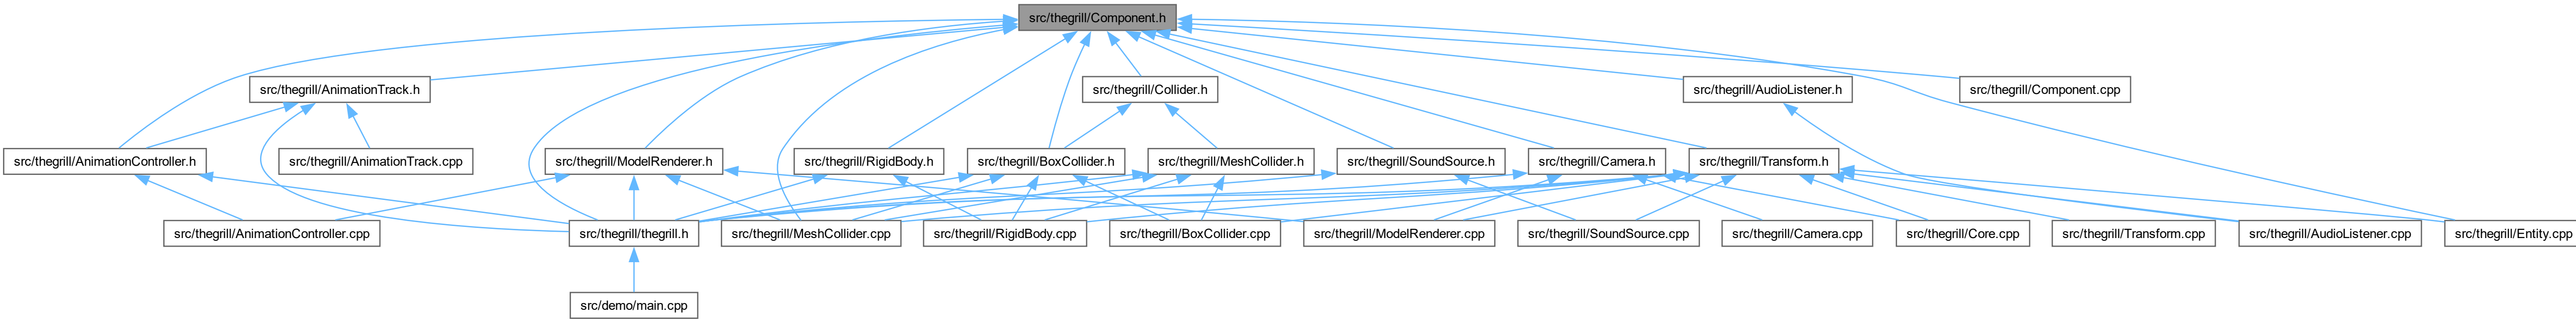 src/thegrill/Component.h
src/thegrill/AnimationTrack.h
src/thegrill/Collider.h
src/thegrill/AudioListener.h
src/thegrill/Component.cpp
src/thegrill/AnimationController.h
src/thegrill/AnimationTrack.cpp
src/thegrill/ModelRenderer.h
src/thegrill/RigidBody.h
src/thegrill/BoxCollider.h
src/thegrill/MeshCollider.h
src/thegrill/SoundSource.h
src/thegrill/Camera.h
src/thegrill/Transform.h
src/thegrill/AnimationController.cpp
src/thegrill/thegrill.h
src/thegrill/MeshCollider.cpp
src/thegrill/RigidBody.cpp
src/thegrill/BoxCollider.cpp
src/thegrill/ModelRenderer.cpp
src/thegrill/SoundSource.cpp
src/thegrill/Camera.cpp
src/thegrill/Core.cpp
src/thegrill/Transform.cpp
src/thegrill/AudioListener.cpp
src/thegrill/Entity.cpp
src/demo/main.cpp